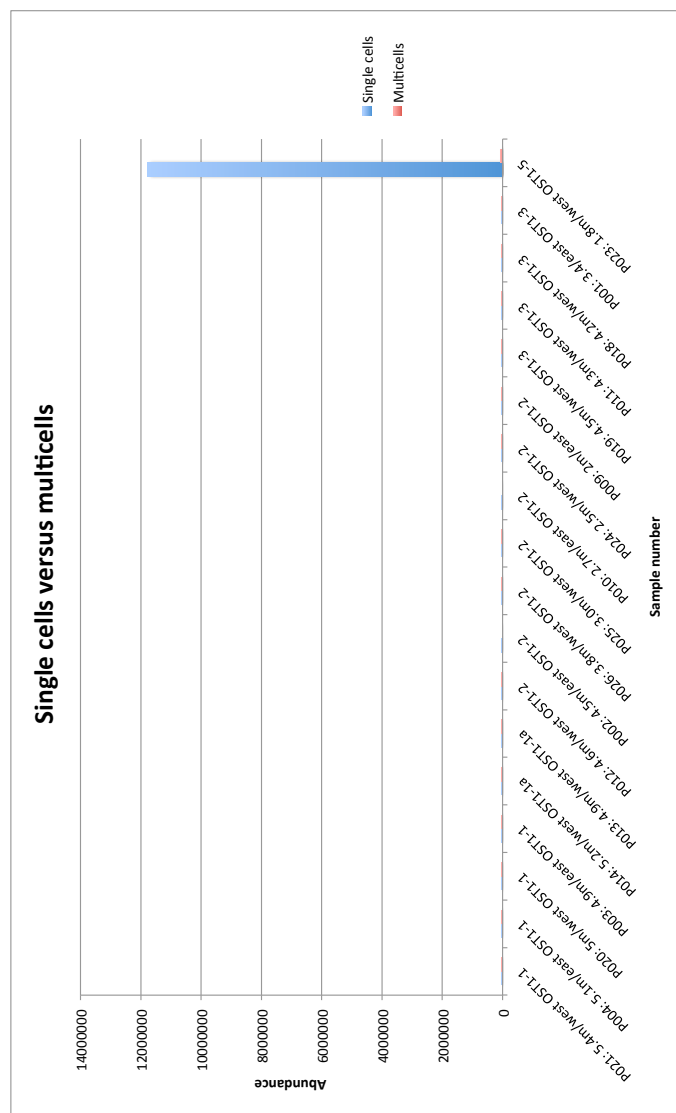 Single cells versus multicells
14000000
12000000
10000000
8000000
6000000
4000000
2000000
0
Abundance
P021: 5.4m/west OST1-1
P004: 5.1m/east OST1-1
P020: 5m/west OST1-1
P003: 4.9m/east OST1-1
P014: 5.2m/west OST1-1a
P013: 4.9m/west OST1-1a
P012: 4.6m/west OST1-2
P002: 4.5m/east OST1-2
P026: 3.8m/west OST1-2
P025: 3.0m/west OST1-2
P010: 2.7m/east OST1-2
P024: 2.5m/west OST1-2
P009: 2m/east OST1-2
P019: 4.5m/west OST1-3
P011: 4.3m/west OST1-3
P018: 4.2m/west OST1-3
P001: 3.4/east OST1-3
P023: 1.8m/west OST1-5
Sample number
Single cells
Multicells